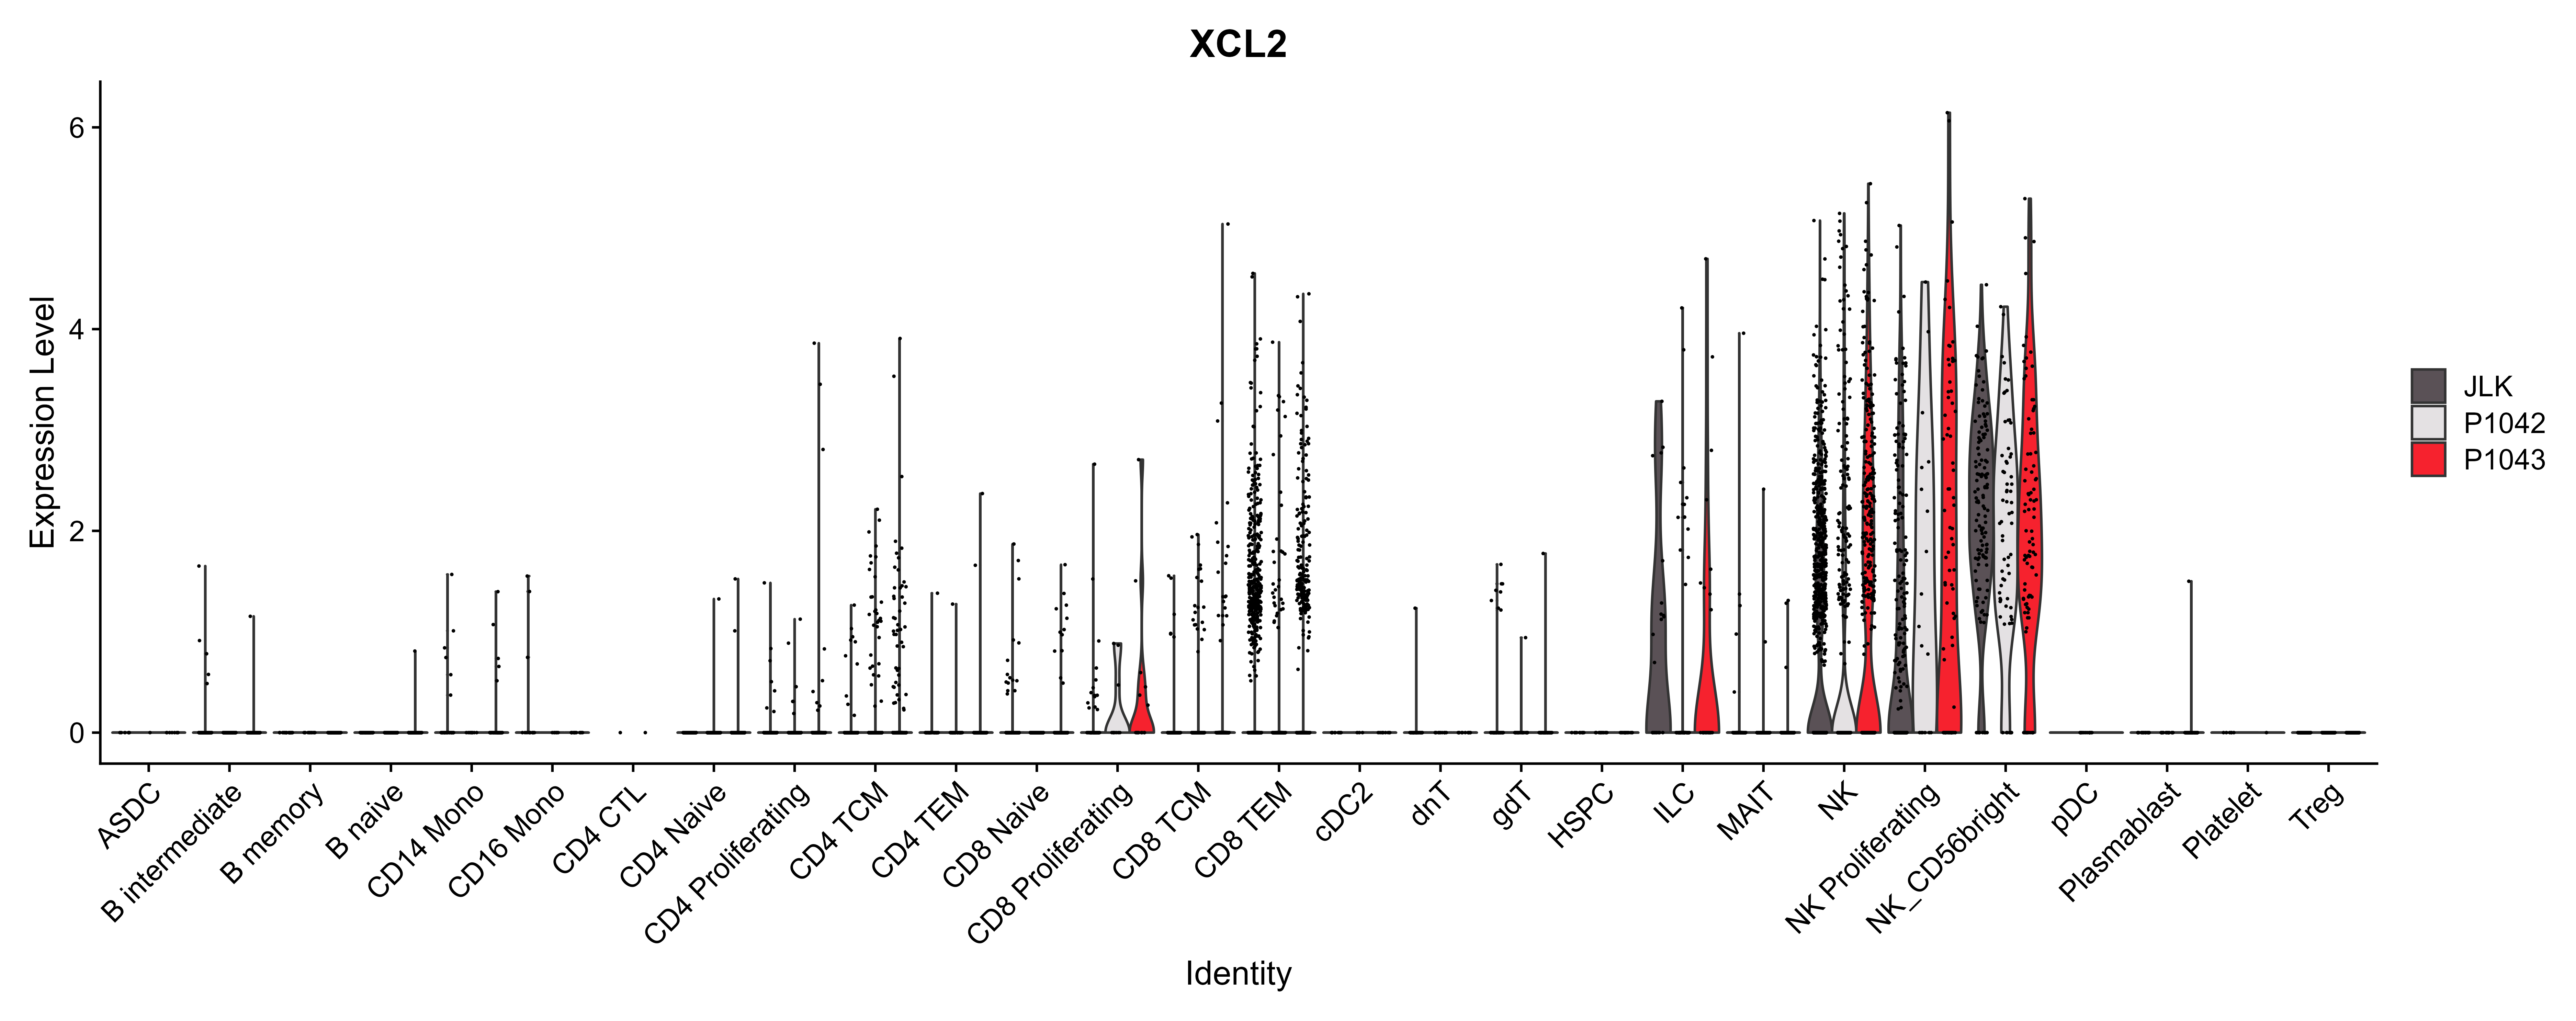 XCL2
Expression Level
6
4
2
0
ASDC
B intermediate
B memory
B naive
CD14 Mono
CD16 Mono
CD4 CTL
CD4 Naive
CD4 Proliferating
CD4 TCM
CD4 TEM
CD8 Naive
CD8 Proliferating
CD8 TCM
CD8 TEM
cDC2
dnT
gdT
HSPC
ILC
MAIT
NK
NK Proliferating
NK_CD56bright
pDC
Plasmablast
Platelet
Treg
Identity
JLK
P1042
P1043